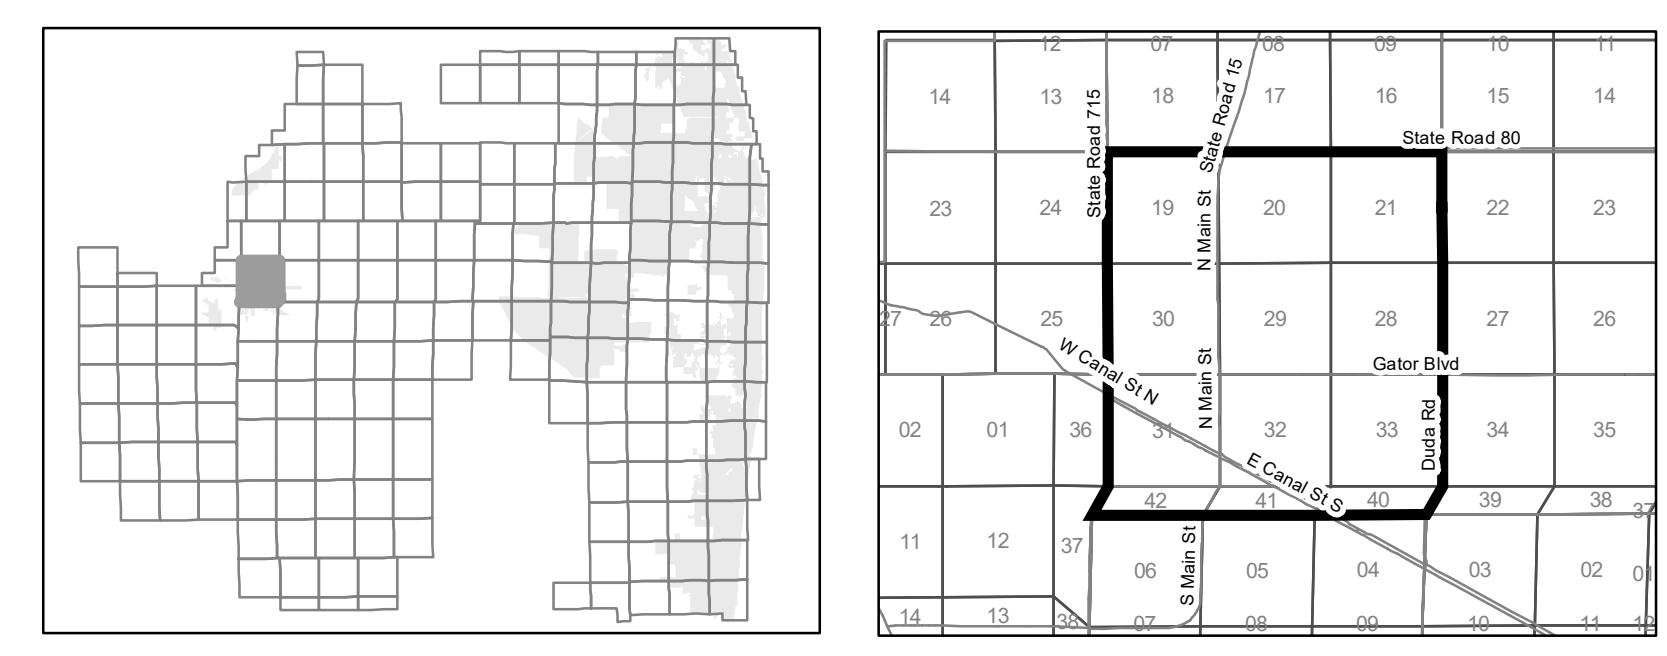 12 07 08 09 10 11
14 13 18 17 16 15 14
State Road 715
State Road 15
State Road 80
23 24 19 20 21 22 23
N Main St
27 26 25 30 29 28 27 26
W Canal St N
N Main St
Gator Blvd
02 01 36 31 32 33 34 35
Duda Rd
E Canal St S
42 41 40 39 38 37
11 12 37 06 05 04 03 02 01
S Main St
14 13 38 07 08 09 10 11 12